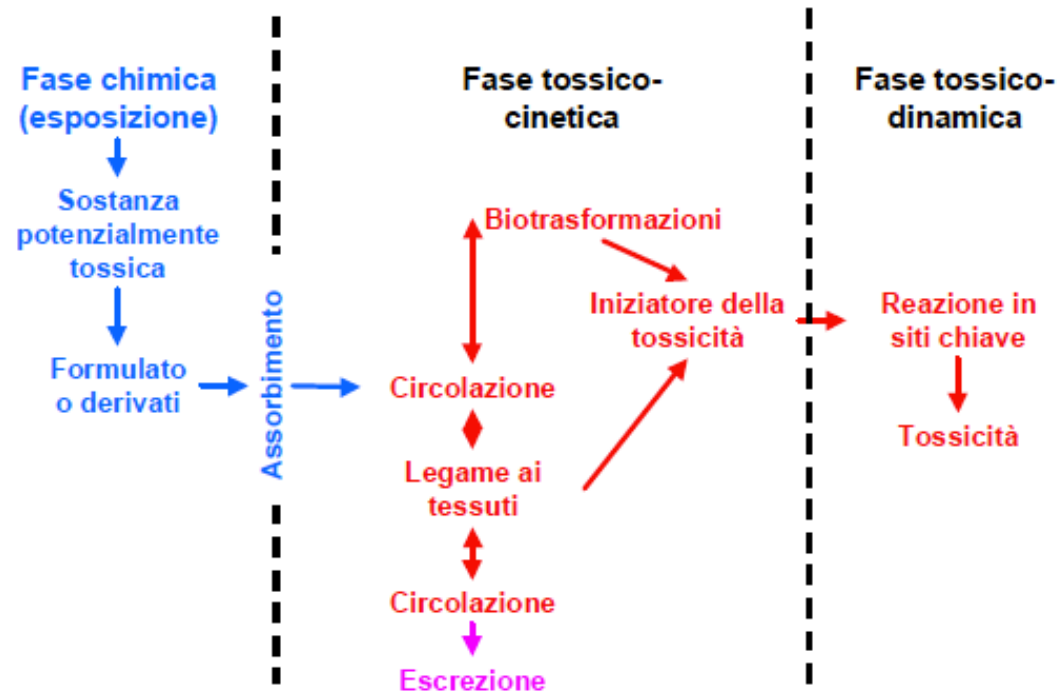 Fase chimica
(esposizione)
Sostanza
potenzialmente
tossica
Formulato
o derivati
Assorbimento
Fase tossico-
cinetica
Biotrasformazioni
Iniziatore della
tossicità
Circolazione
Legame ai
tessuti
Circolazione
Escrezione
Fase tossico-
dinamica
Reazione in
siti chiave
Tossicità